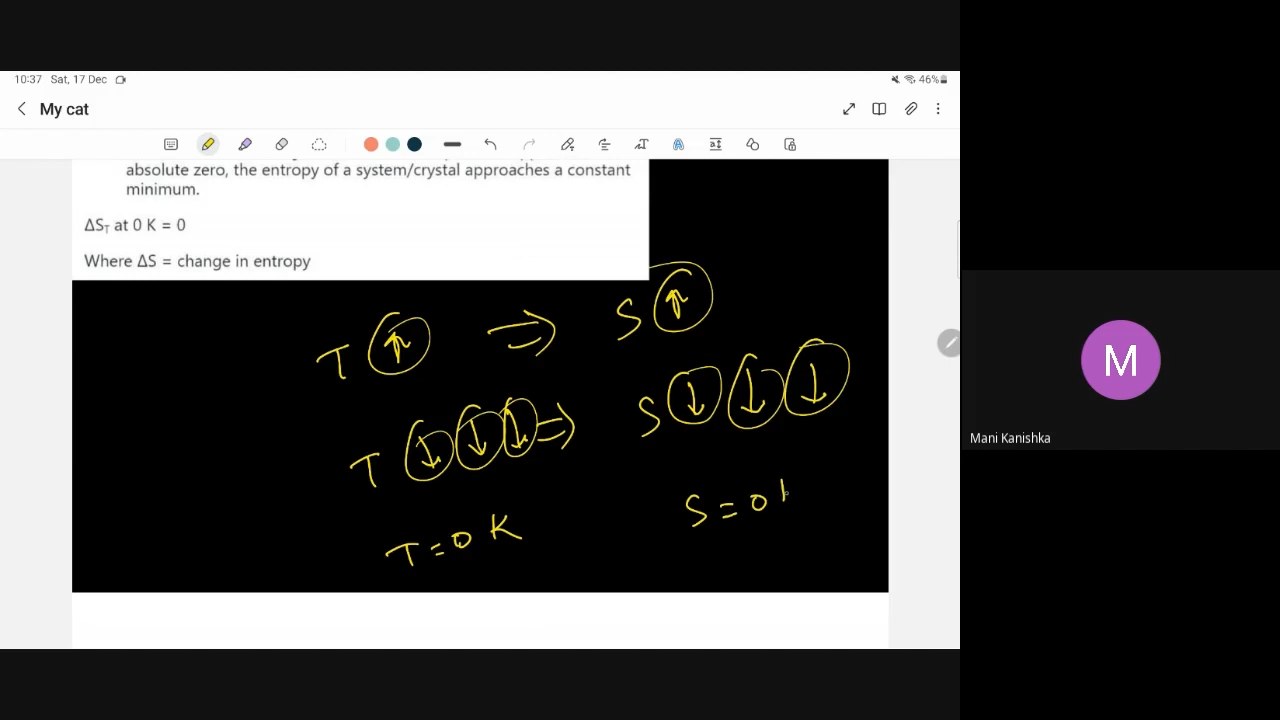 10:37 Sat, 17 Dec 46%
My cat
absolute zero, the entropy of a system/crystal approaches a constant
minimum.
ΔS_T at 0 K = 0
Where ΔS = change in entropy
T ↑ ⇒ S ↑
T ↓ ↓ ↓ ⇒ S ↓ ↓ ↓
T = 0 K S = 0
M
Mani Kanishka